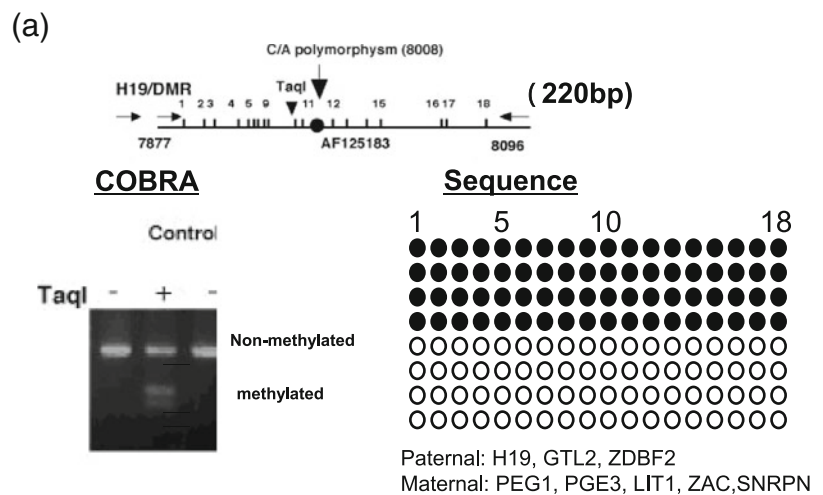 (a)
C/A polymorphysm (8008)
H19/DMR
TaqI
(220bp)
1 2 3 4 5 6 9 11 12 15 16 17 18
7877 AF125183 8096
COBRA
Sequence
1 5 10 18
Control
TaqI - + -
Non-methylated
methylated
Paternal: H19, GTL2, ZDBF2
Maternal: PEG1, PGE3, LIT1, ZAC,SNRPN